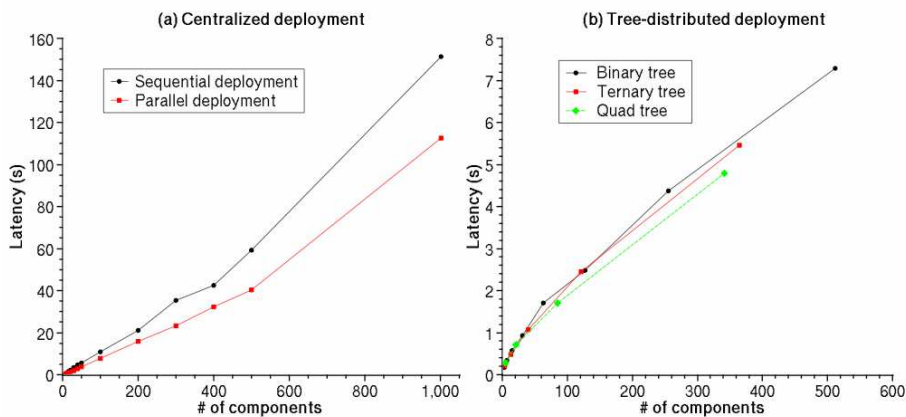 (a) Centralized deployment
160
140
120
100
80
60
40
20
0
Latency (s)
Sequential deployment
Parallel deployment
0
200
400
600
800
1,000
# of components
(b) Tree-distributed deployment
8
7
6
5
4
3
2
1
0
Latency (s)
Binary tree
Ternary tree
Quad tree
0
100
200
300
400
500
600
# of components